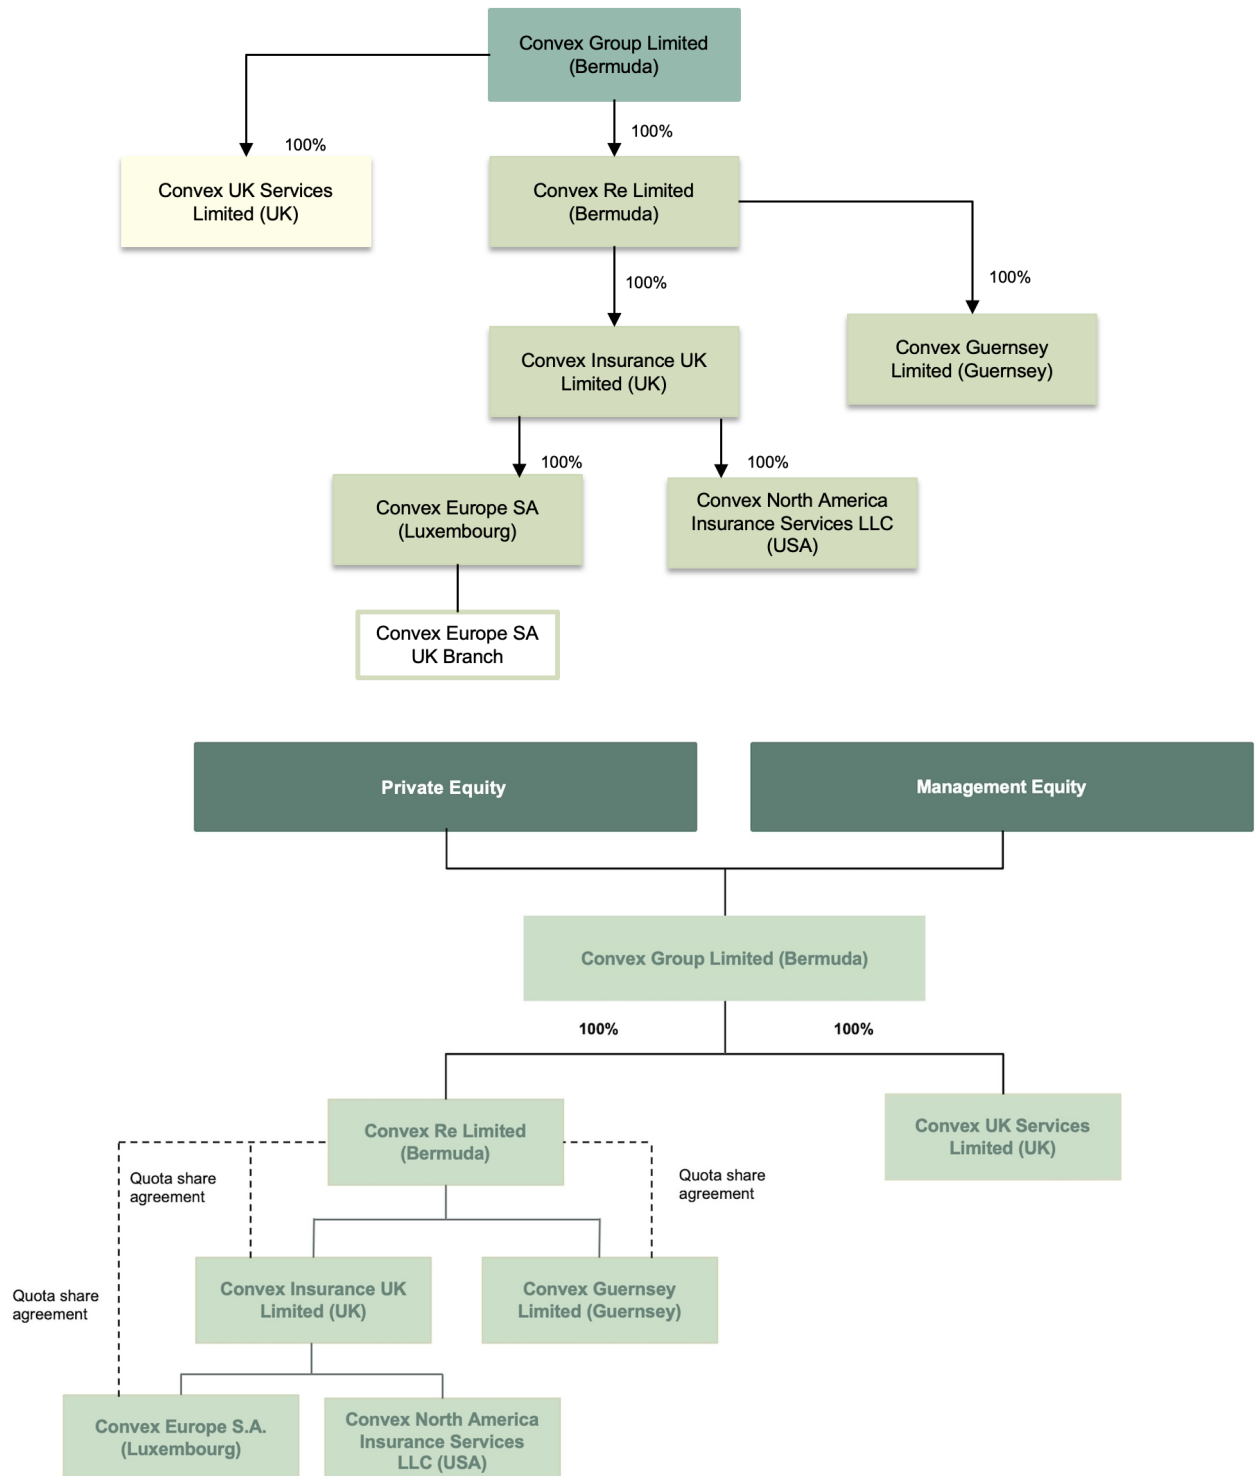 Convex Group Limited
(Bermuda)
100%
100%
Convex UK Services
Limited (UK)
Convex Re Limited
(Bermuda)
100%
100%
Convex Insurance UK
Limited (UK)
Convex Guernsey
Limited (Guernsey)
100%
100%
Convex Europe SA
(Luxembourg)
Convex North America
Insurance Services LLC
(USA)
Convex Europe SA
UK Branch
Private Equity
Management Equity
Convex Group Limited (Bermuda)
100%
100%
Convex Re Limited
(Bermuda)
Convex UK Services
Limited (UK)
Quota share
agreement
Quota share
agreement
Quota share
agreement
Convex Insurance UK
Limited (UK)
Convex Guernsey
Limited (Guernsey)
Convex Europe S.A.
(Luxembourg)
Convex North America
Insurance Services
LLC (USA)